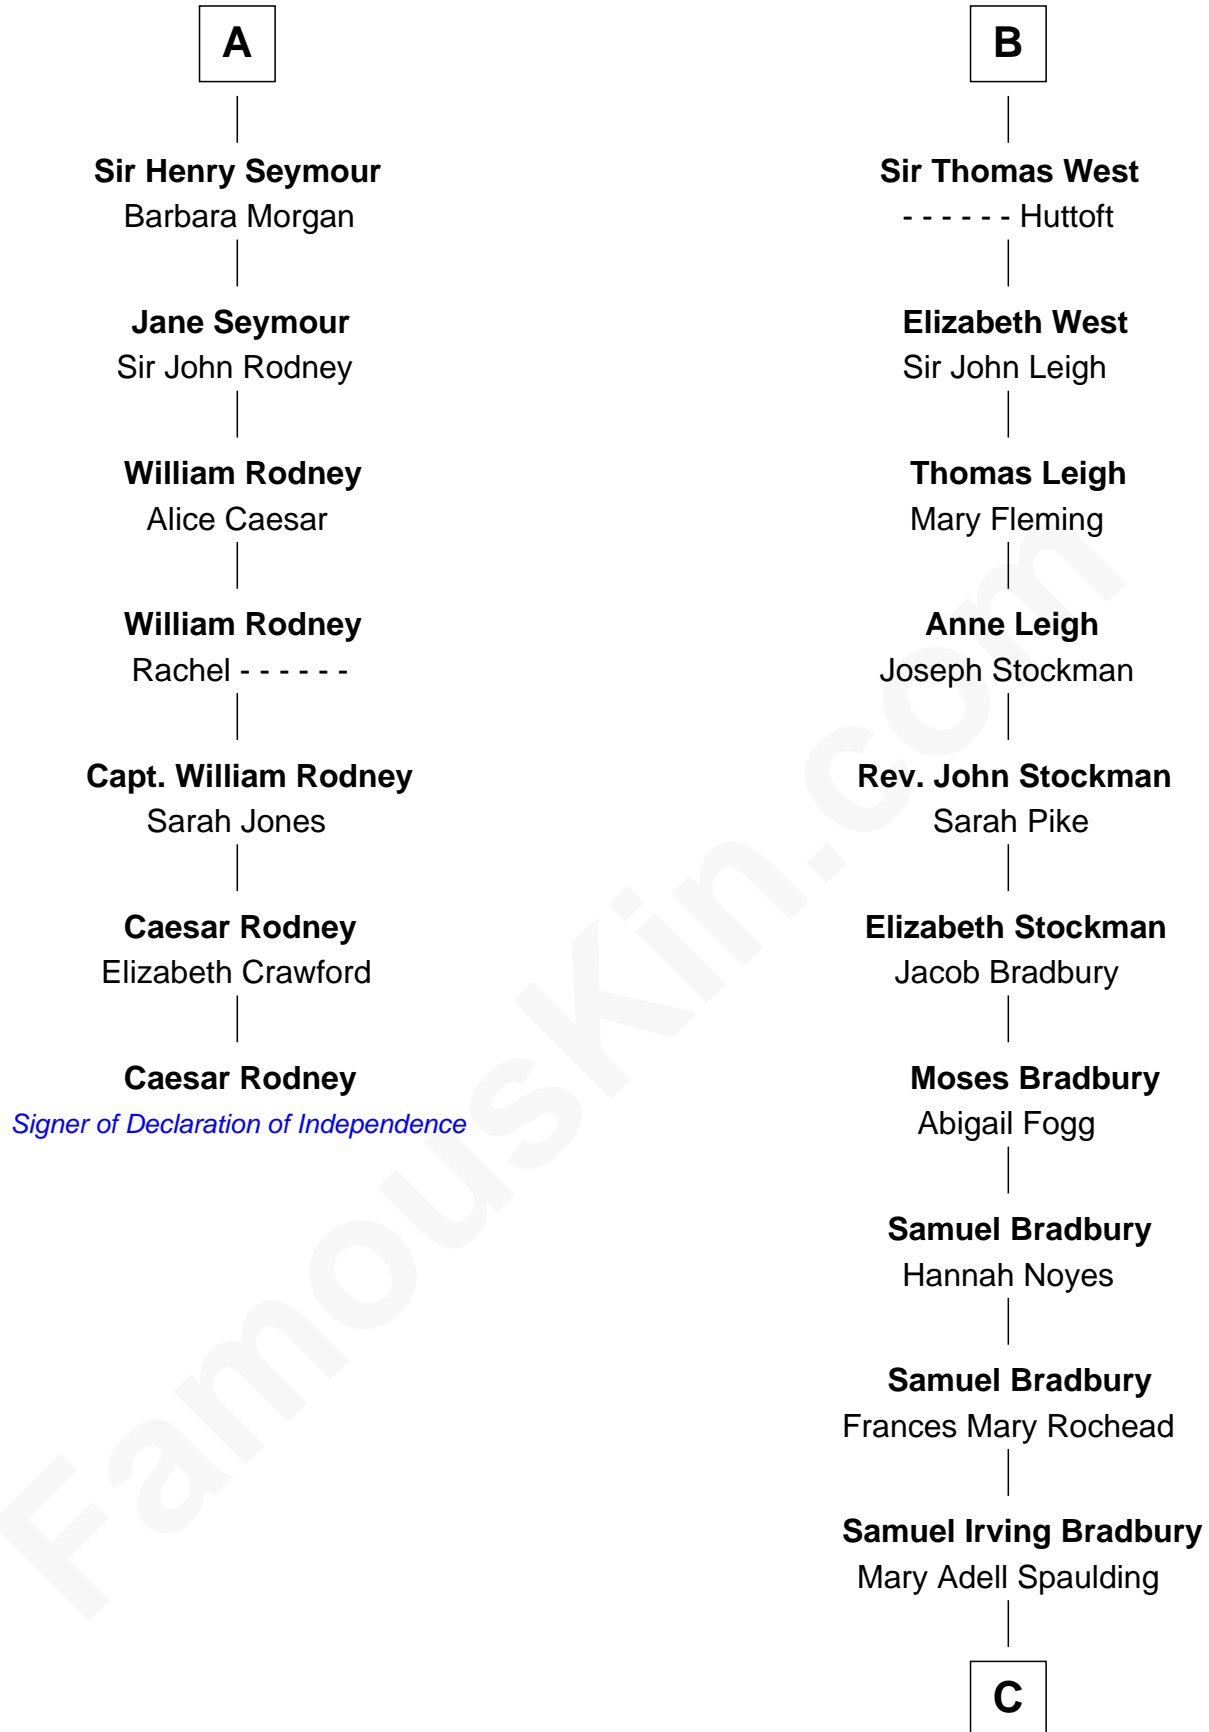 A
Sir Henry Seymour
Barbara Morgan
Jane Seymour
Sir John Rodney
William Rodney
Alice Caesar
William Rodney
Rachel - - - - - -
Capt. William Rodney
Sarah Jones
Caesar Rodney
Elizabeth Crawford
Caesar Rodney
Signer of Declaration of Independence
B
Sir Thomas West
- - - - - - Huttoft
Elizabeth West
Sir John Leigh
Thomas Leigh
Mary Fleming
Anne Leigh
Joseph Stockman
Rev. John Stockman
Sarah Pike
Elizabeth Stockman
Jacob Bradbury
Moses Bradbury
Abigail Fogg
Samuel Bradbury
Hannah Noyes
Samuel Bradbury
Frances Mary Rochead
Samuel Irving Bradbury
Mary Adell Spaulding
C
FamousKin.com